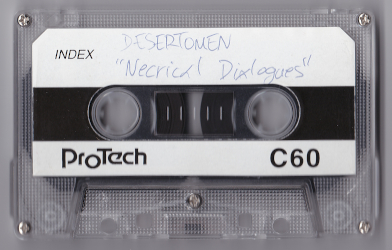 DESERTOMEN
INDEX
"Necrical Dialogues"
ProTech
C60